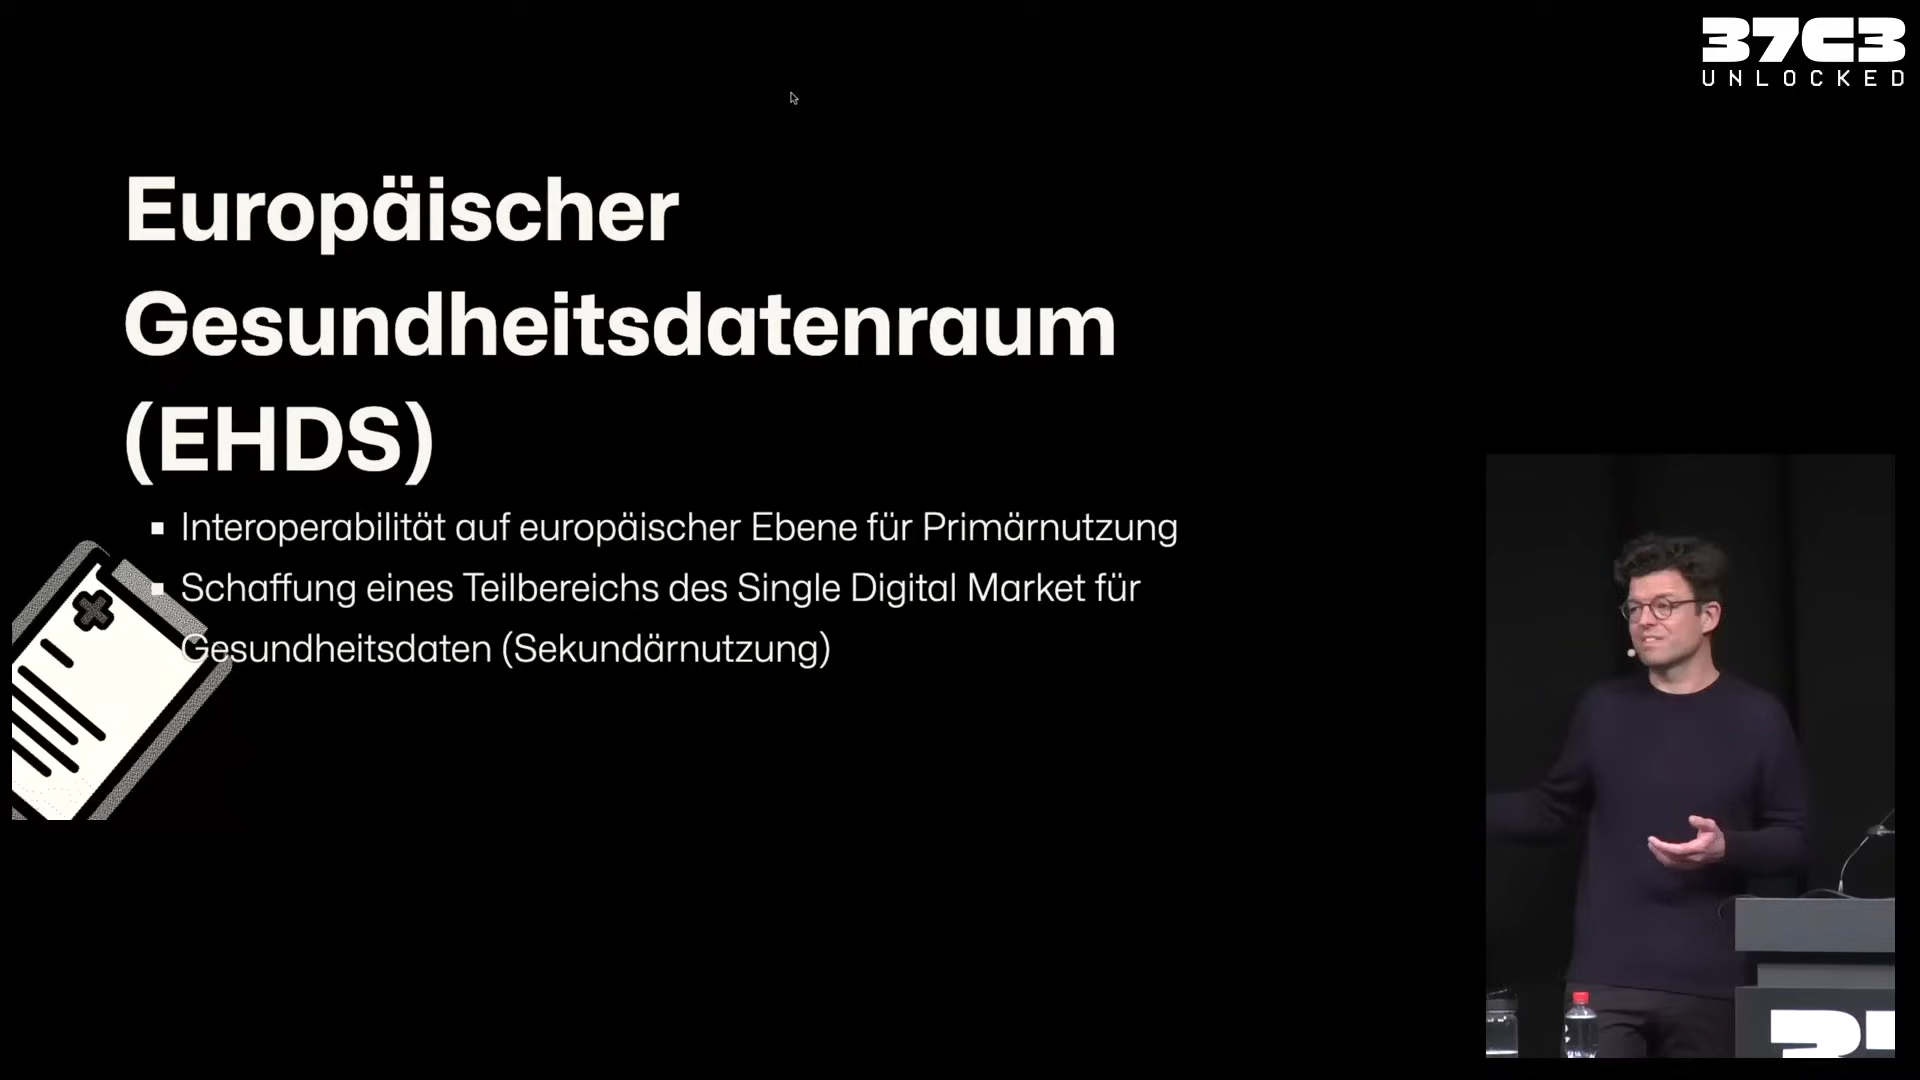 37C3
UNLOCKED
Europäischer
Gesundheitsdatenraum
(EHDS)
Interoperabilität auf europäischer Ebene für Primärnutzung
Schaffung eines Teilbereichs des Single Digital Market für
Gesundheitsdaten (Sekundärnutzung)